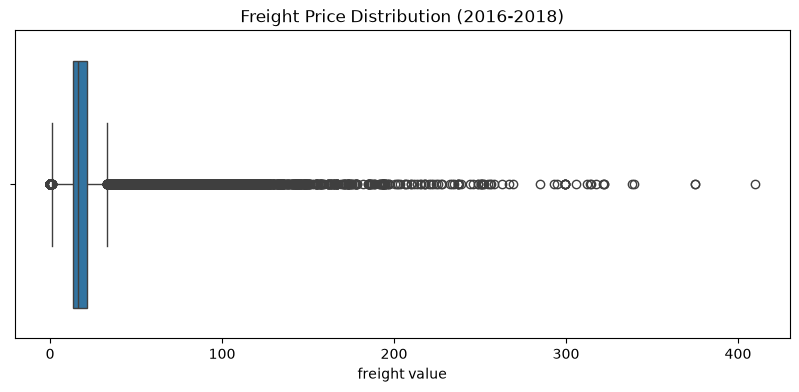 Freight Price Distribution (2016-2018)
0 100 200 300 400
freight value